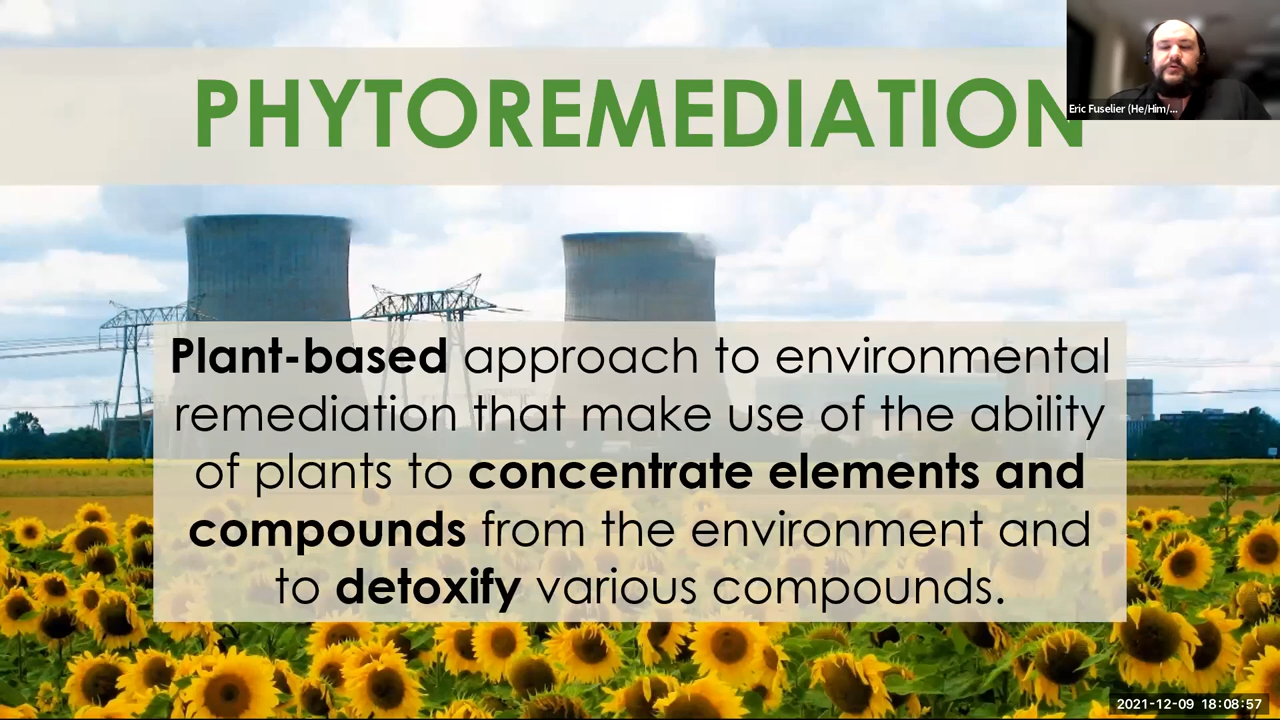 PHYTOREMEDIATION
Eric Fuselier (He/Him/...
Plant-based approach to environmental
remediation that make use of the ability
of plants to concentrate elements and
compounds from the environment and
to detoxify various compounds.
2021-12-09 18:08:57